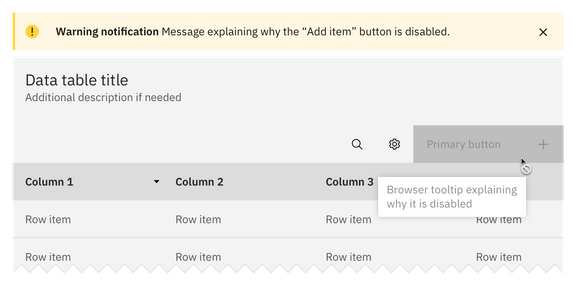 Warning notification Message explaining why the “Add item” button is disabled.
Data table title
Additional description if needed
Primary button
Column 1 Column 2 Column 3
Browser tooltip explaining
why it is disabled
Row item Row item Row item Row item
Row item Row item Row item Row item